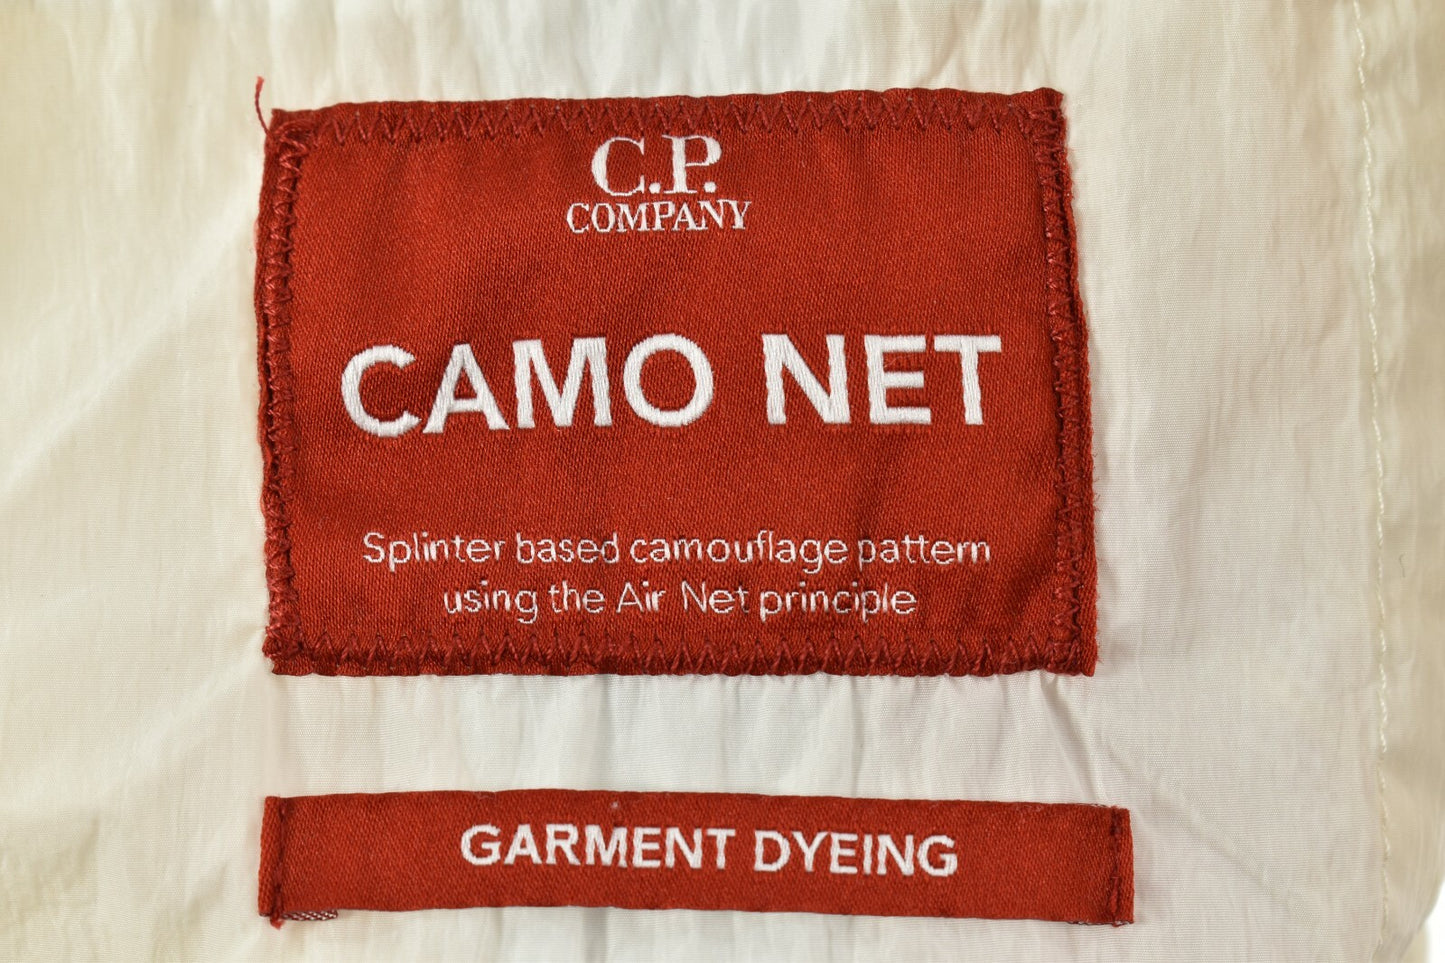 C.P.
COMPANY
CAMO NET
Splinter based camouflage pattern
using the Air Net principle
GARMENT DYEING